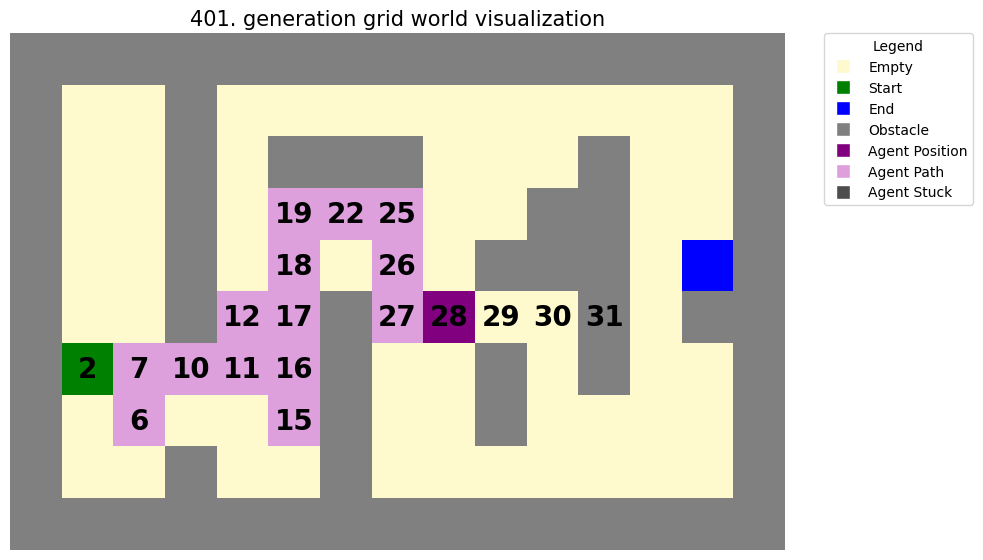 401. generation grid world visualization
Legend
Empty
Start
End
Obstacle
Agent Position
Agent Path
Agent Stuck
19 22 25
18 26
12 17 27 28 29 30 31
2 7 10 11 16
6 15